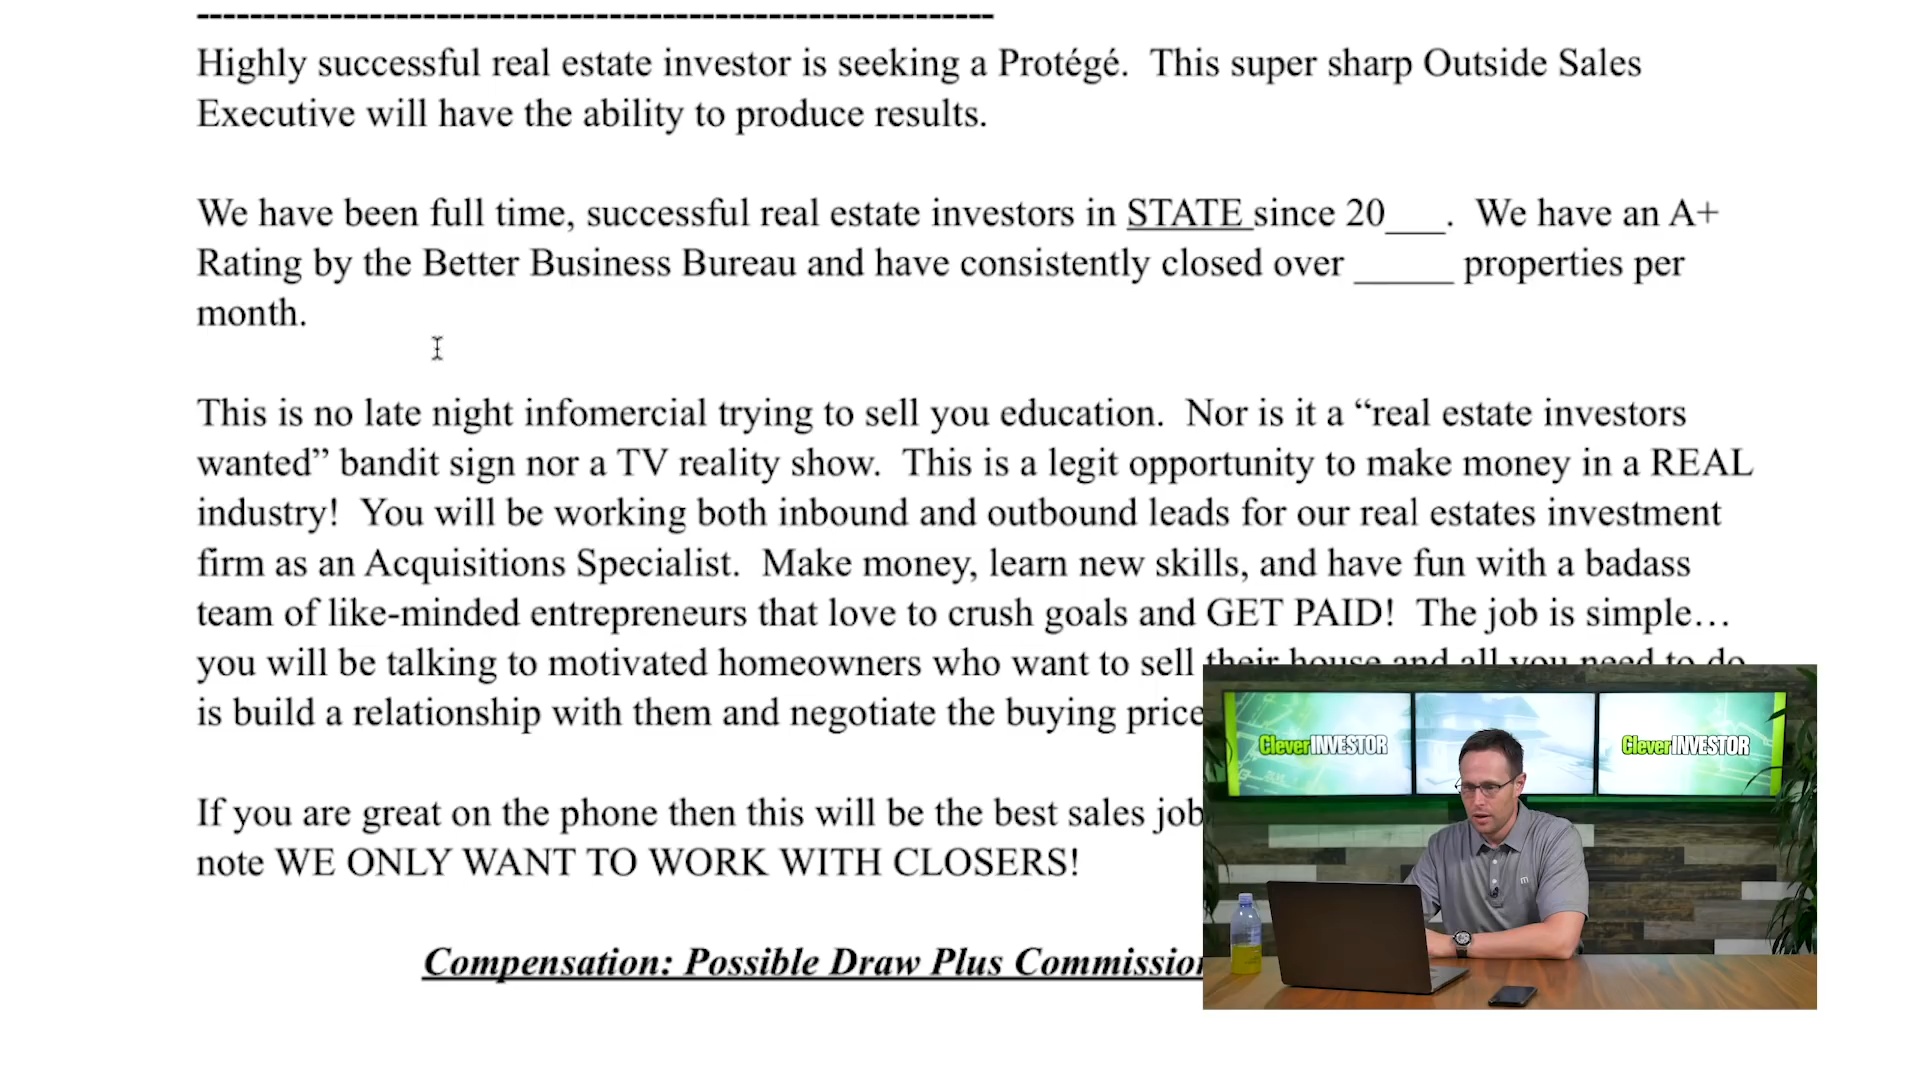 ------------------------------------------------------------
Highly successful real estate investor is seeking a Protégé.  This super sharp Outside Sales
Executive will have the ability to produce results.
We have been full time, successful real estate investors in STATE since 20___.  We have an A+
Rating by the Better Business Bureau and have consistently closed over _____ properties per
month.
This is no late night infomercial trying to sell you education.  Nor is it a “real estate investors
wanted” bandit sign nor a TV reality show.  This is a legit opportunity to make money in a REAL
industry!  You will be working both inbound and outbound leads for our real estates investment
firm as an Acquisitions Specialist.  Make money, learn new skills, and have fun with a badass
team of like-minded entrepreneurs that love to crush goals and GET PAID!  The job is simple…
you will be talking to motivated homeowners who want to sell their house and all you need to do
is build a relationship with them and negotiate the buying price
CleverINVESTOR
CleverINVESTOR
If you are great on the phone then this will be the best sales job
note WE ONLY WANT TO WORK WITH CLOSERS!
Compensation: Possible Draw Plus Commission